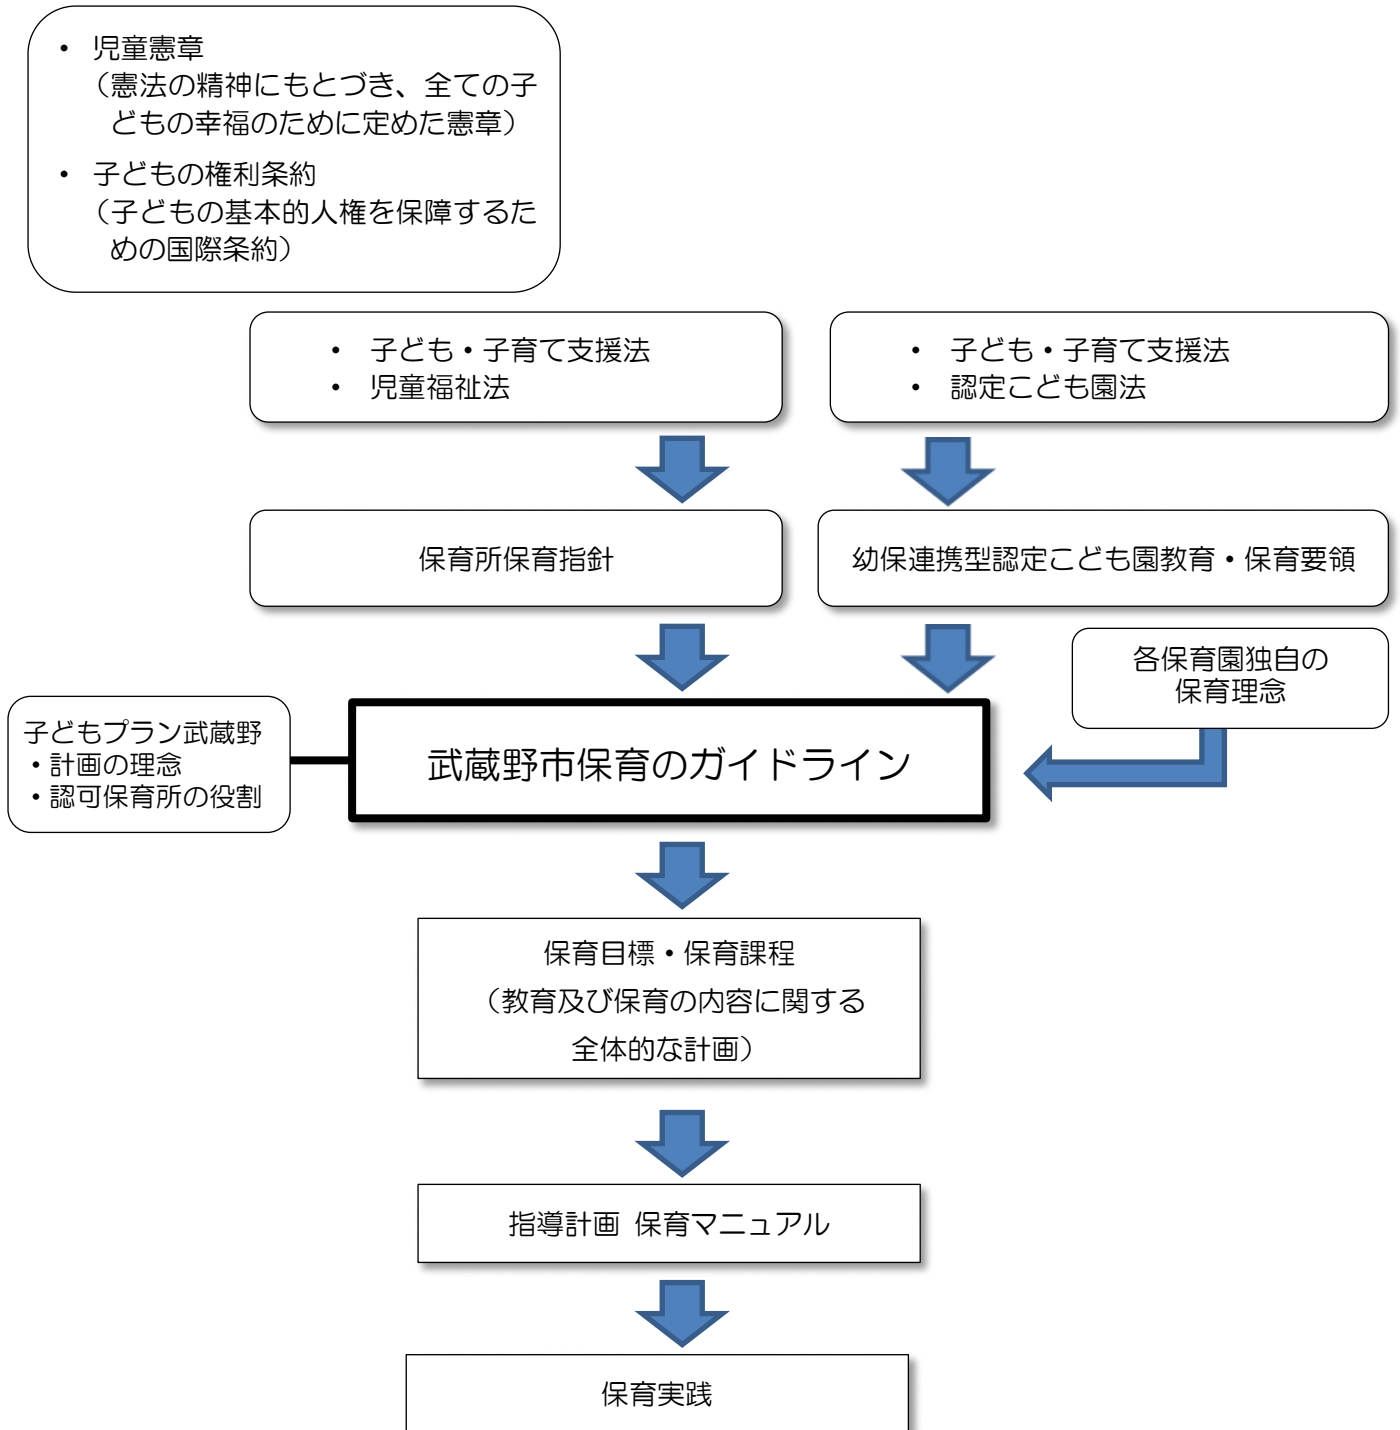 • 児童憲章
（憲法の精神にもとづき、全ての子
どもの幸福のために定めた憲章）
• 子どもの権利条約
（子どもの基本的人権を保障するた
めの国際条約）
• 子ども・子育て支援法
• 児童福祉法
• 子ども・子育て支援法
• 認定こども園法
保育所保育指針
幼保連携型認定こども園教育・保育要領
各保育園独自の
保育理念
子どもプラン武蔵野
・計画の理念
・認可保育所の役割
武蔵野市保育のガイドライン
保育目標・保育課程
（教育及び保育の内容に関する
全体的な計画）
指導計画 保育マニュアル
保育実践